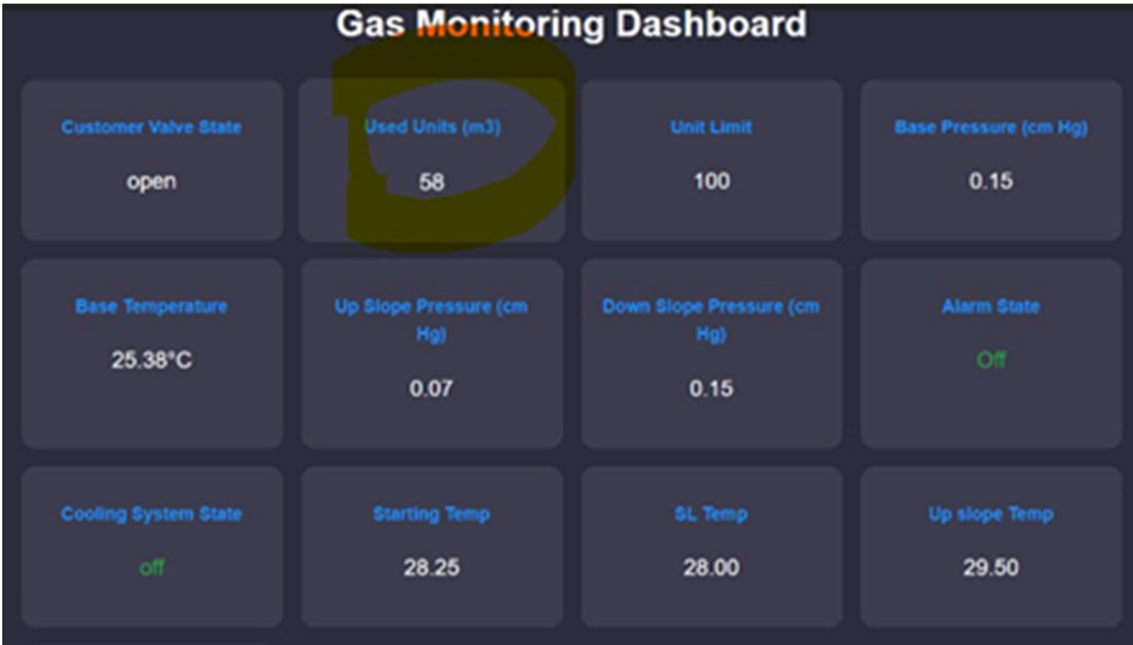 Gas Monitoring Dashboard
Customer Valve State
open
Used Units (m3)
58
Unit Limit
100
Base Pressure (cm Hg)
0.15
Base Temperature
25.38°C
Up Slope Pressure (cm
Hg)
0.07
Down Slope Pressure (cm
Hg)
0.15
Alarm State
Off
Cooling System State
off
Starting Temp
28.25
SL Temp
28.00
Up slope Temp
29.50